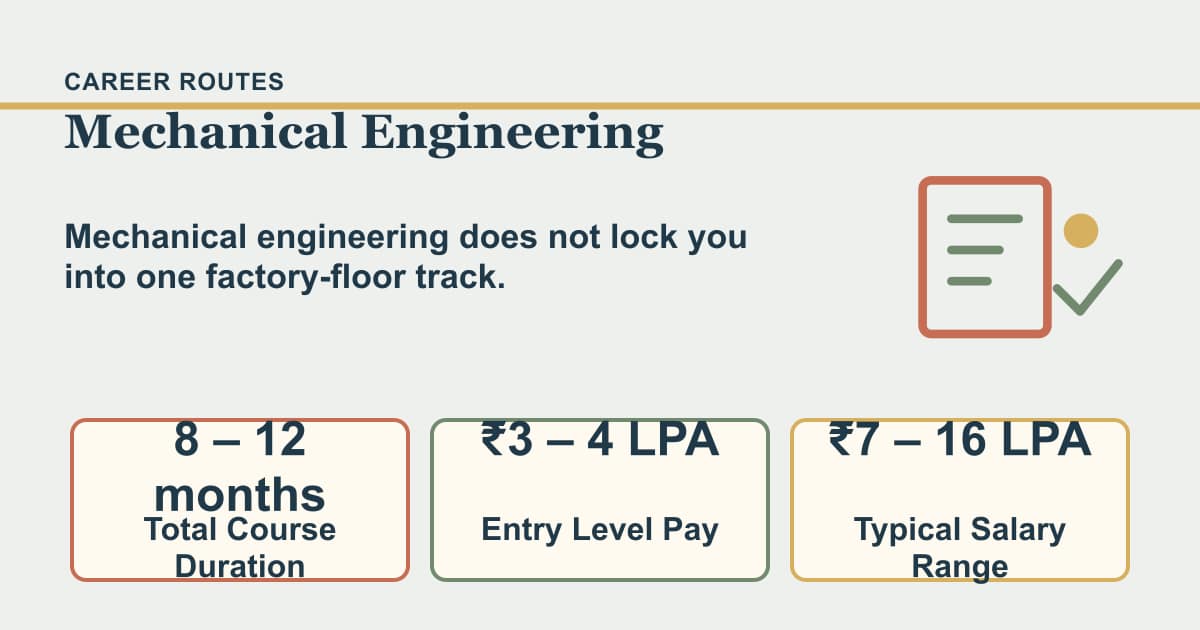 CAREER ROUTES
Mechanical Engineering
Mechanical engineering does not lock you
into one factory-floor track.
8 – 12
months
Total Course
Duration
₹3 – 4 LPA
Entry Level Pay
₹7 – 16 LPA
Typical Salary
Range